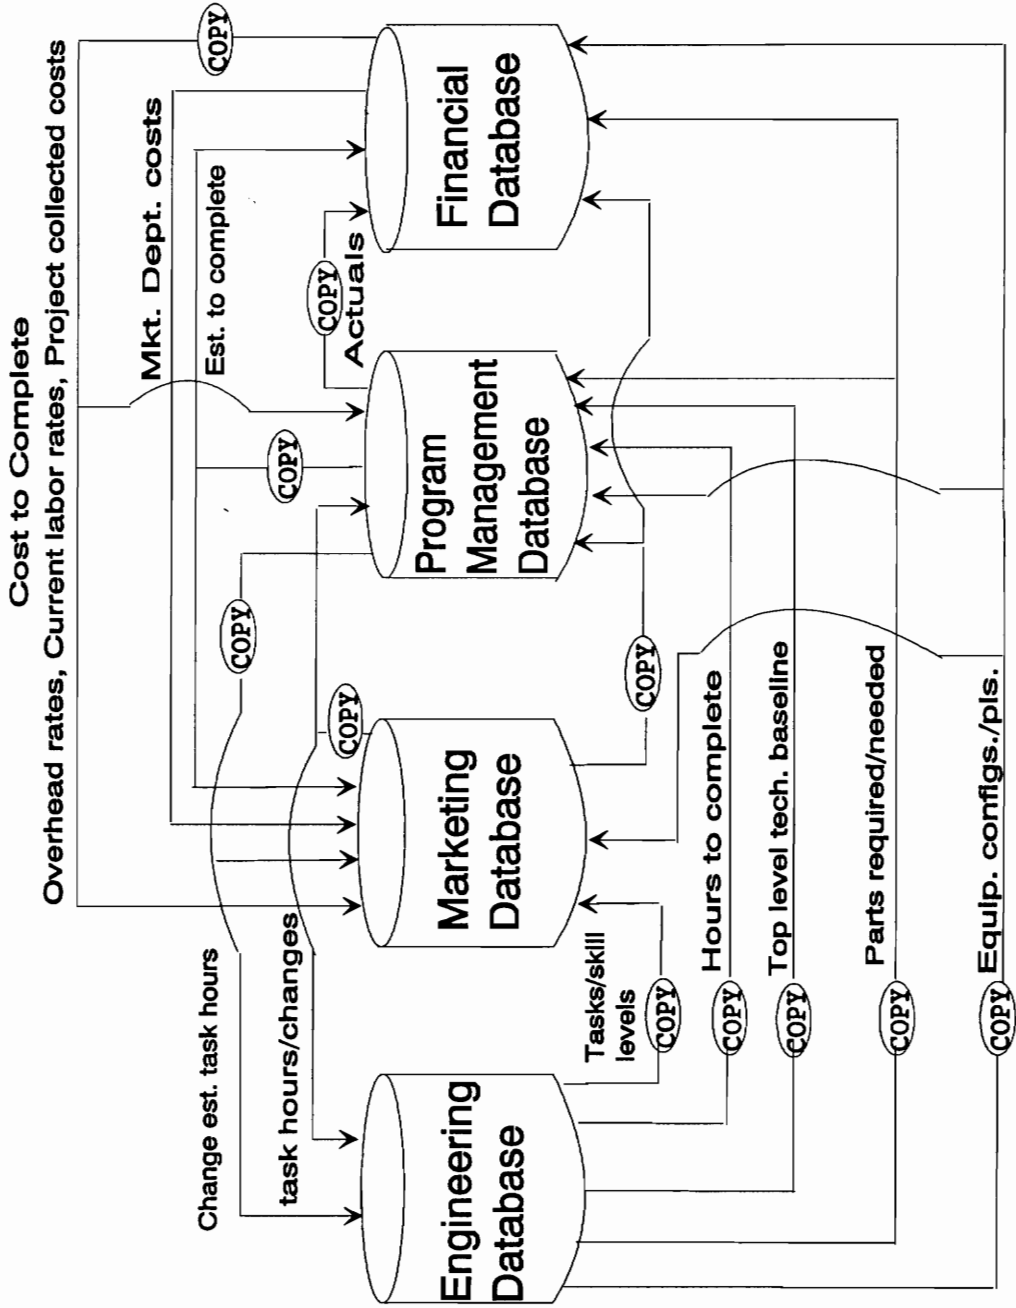 Cost to Complete
Overhead rates, Current labor rates, Project collected costs
COPY
Mkt. Dept. costs
Est. to complete
COPY
Change est. task hours
COPY
COPY
Actuals
task hours/changes
COPY
Engineering
Database
Marketing
Database
Program
Management
Database
Financial
Database
Tasks/skill
levels
COPY
COPY
Hours to complete
COPY
Top level tech. baseline
COPY
Parts required/needed
COPY
Equip. configs./pls.
COPY